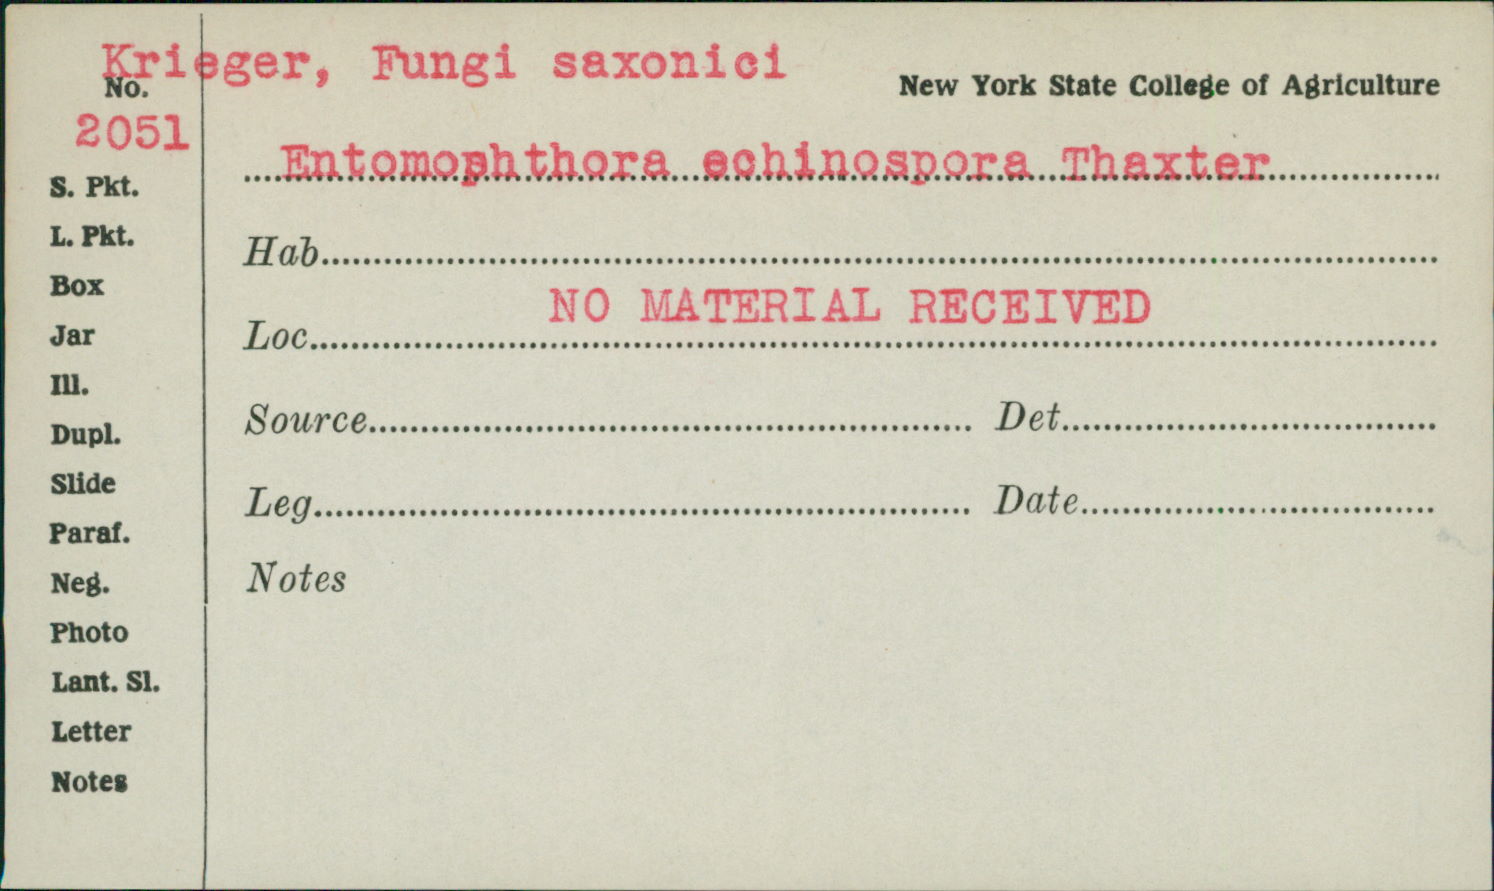 Krieger, Fungi saxonici
No.
New York State College of Agriculture
2051
Entomophthora echinospora Thaxter
S. Pkt.
L. Pkt.
Hab
Box
NO MATERIAL RECEIVED
Jar
Loc
Ill.
Dupl.
Source Det
Slide
Leg Date
Paraf.
Neg.
Notes
Photo
Lant. Sl.
Letter
Notes